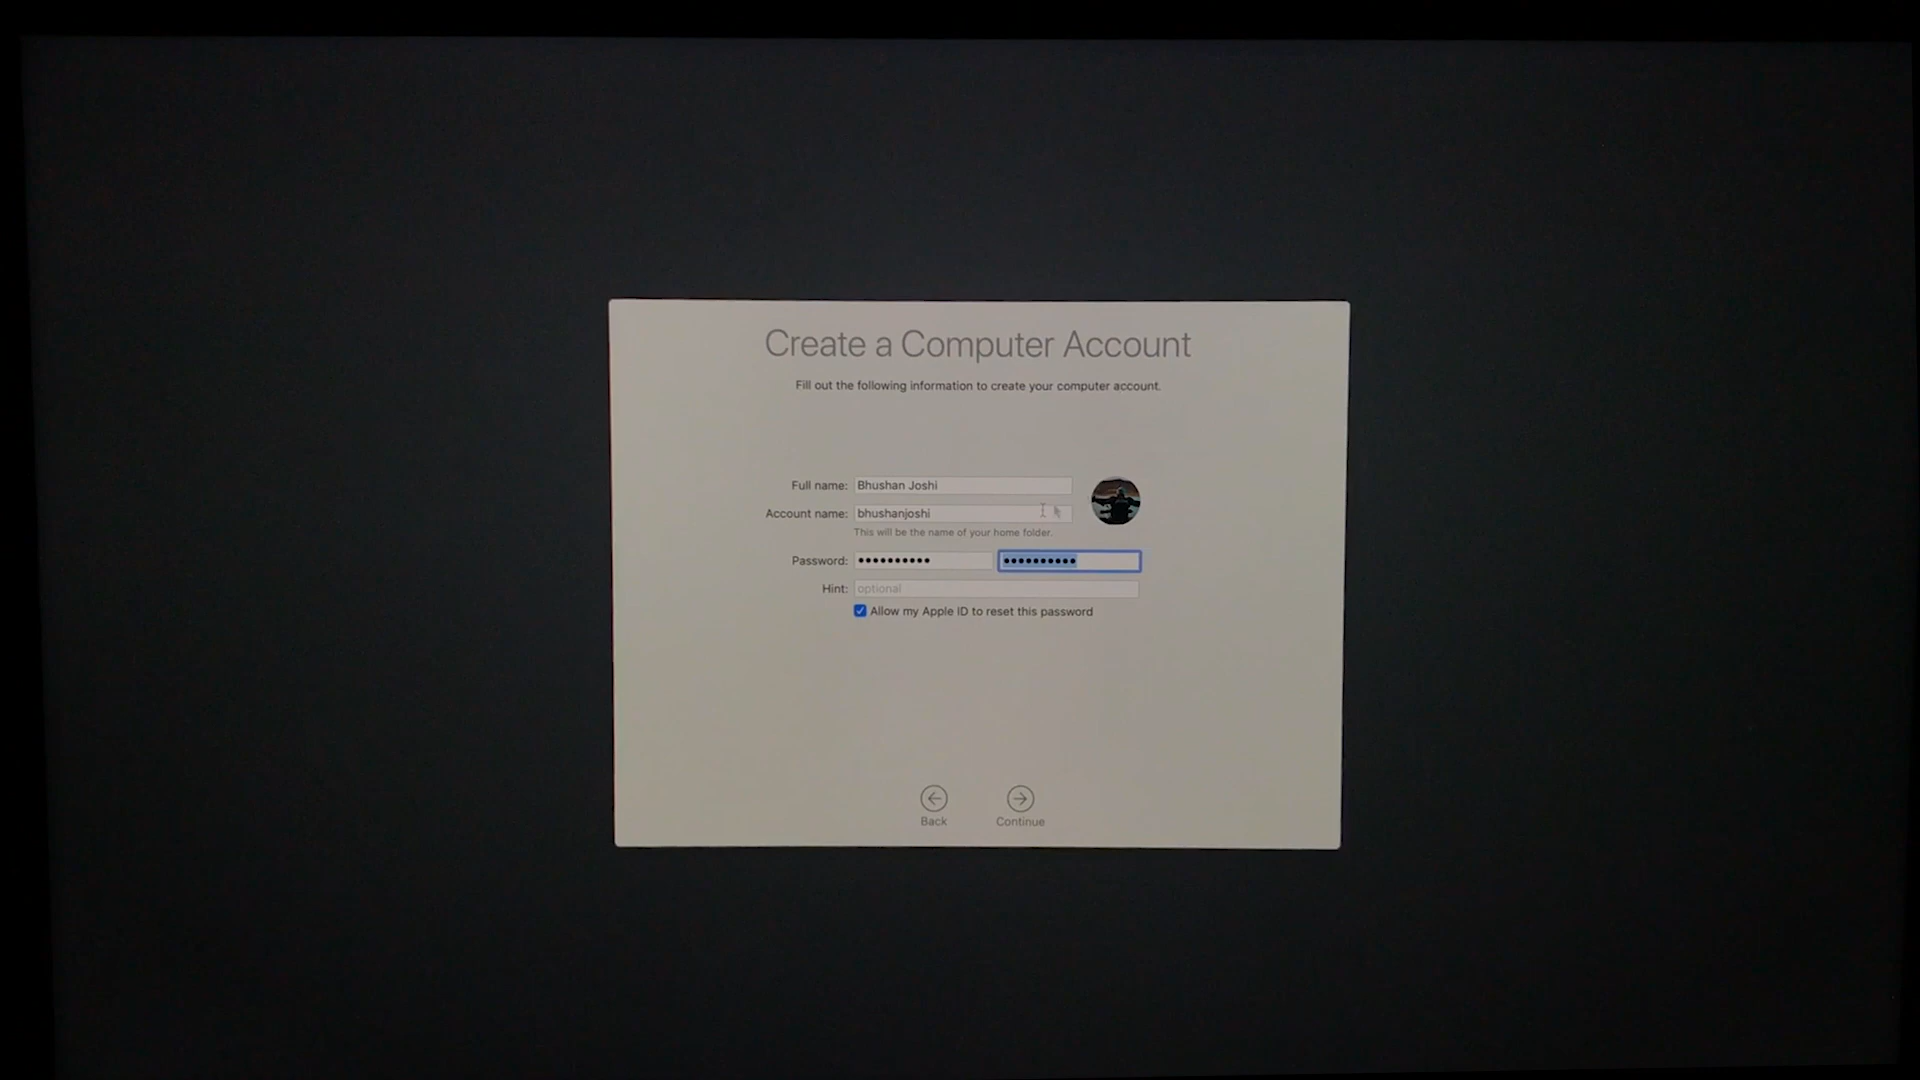 Create a Computer Account
Fill out the following information to create your computer account.
Full name: Bhushan Joshi
Account name: bhushanjoshi
This will be the name of your home folder.
Password: •••••••••• ••••••••••
Hint: optional
Allow my Apple ID to reset this password
Back Continue